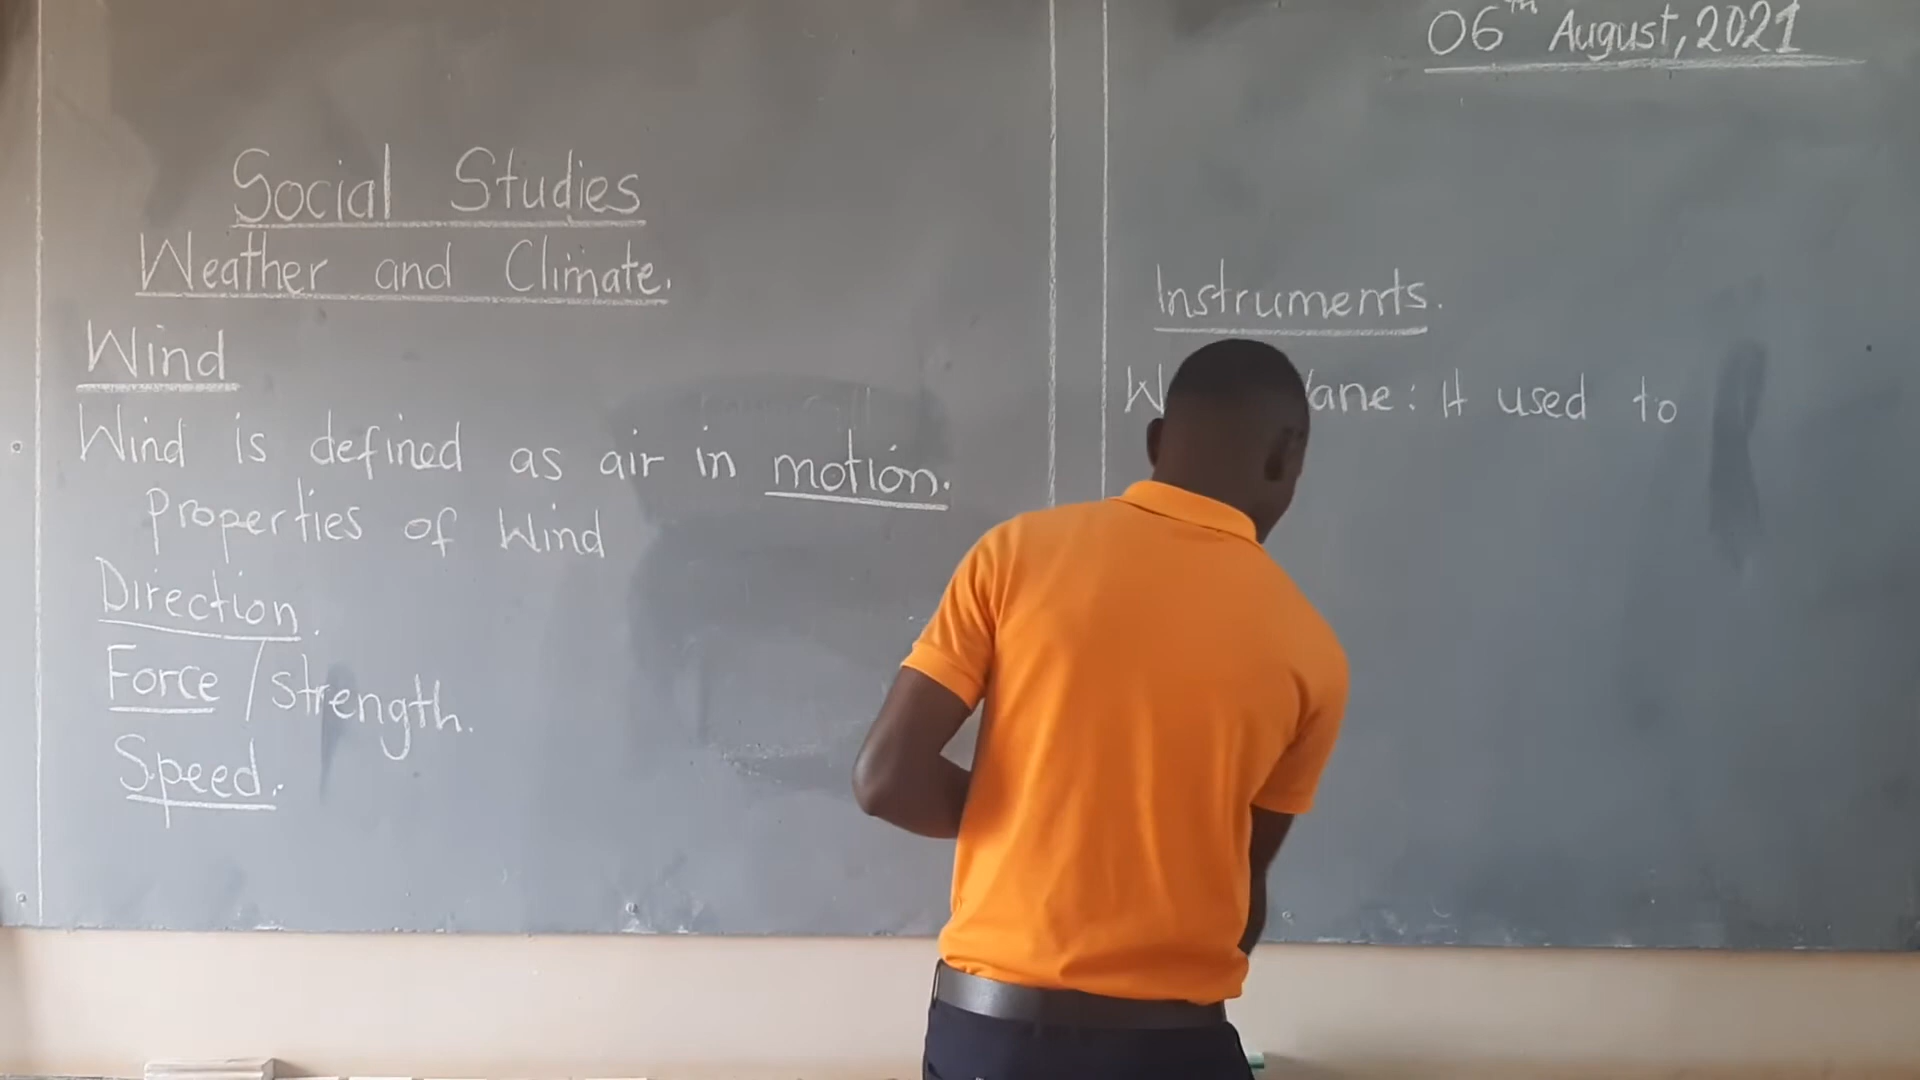 06th August, 2021
Social Studies
Weather and Climate.
Wind
Wind is defined as air in motion.
properties of Wind
Direction.
Force / strength.
Speed.
Instruments.
W ane: it used to